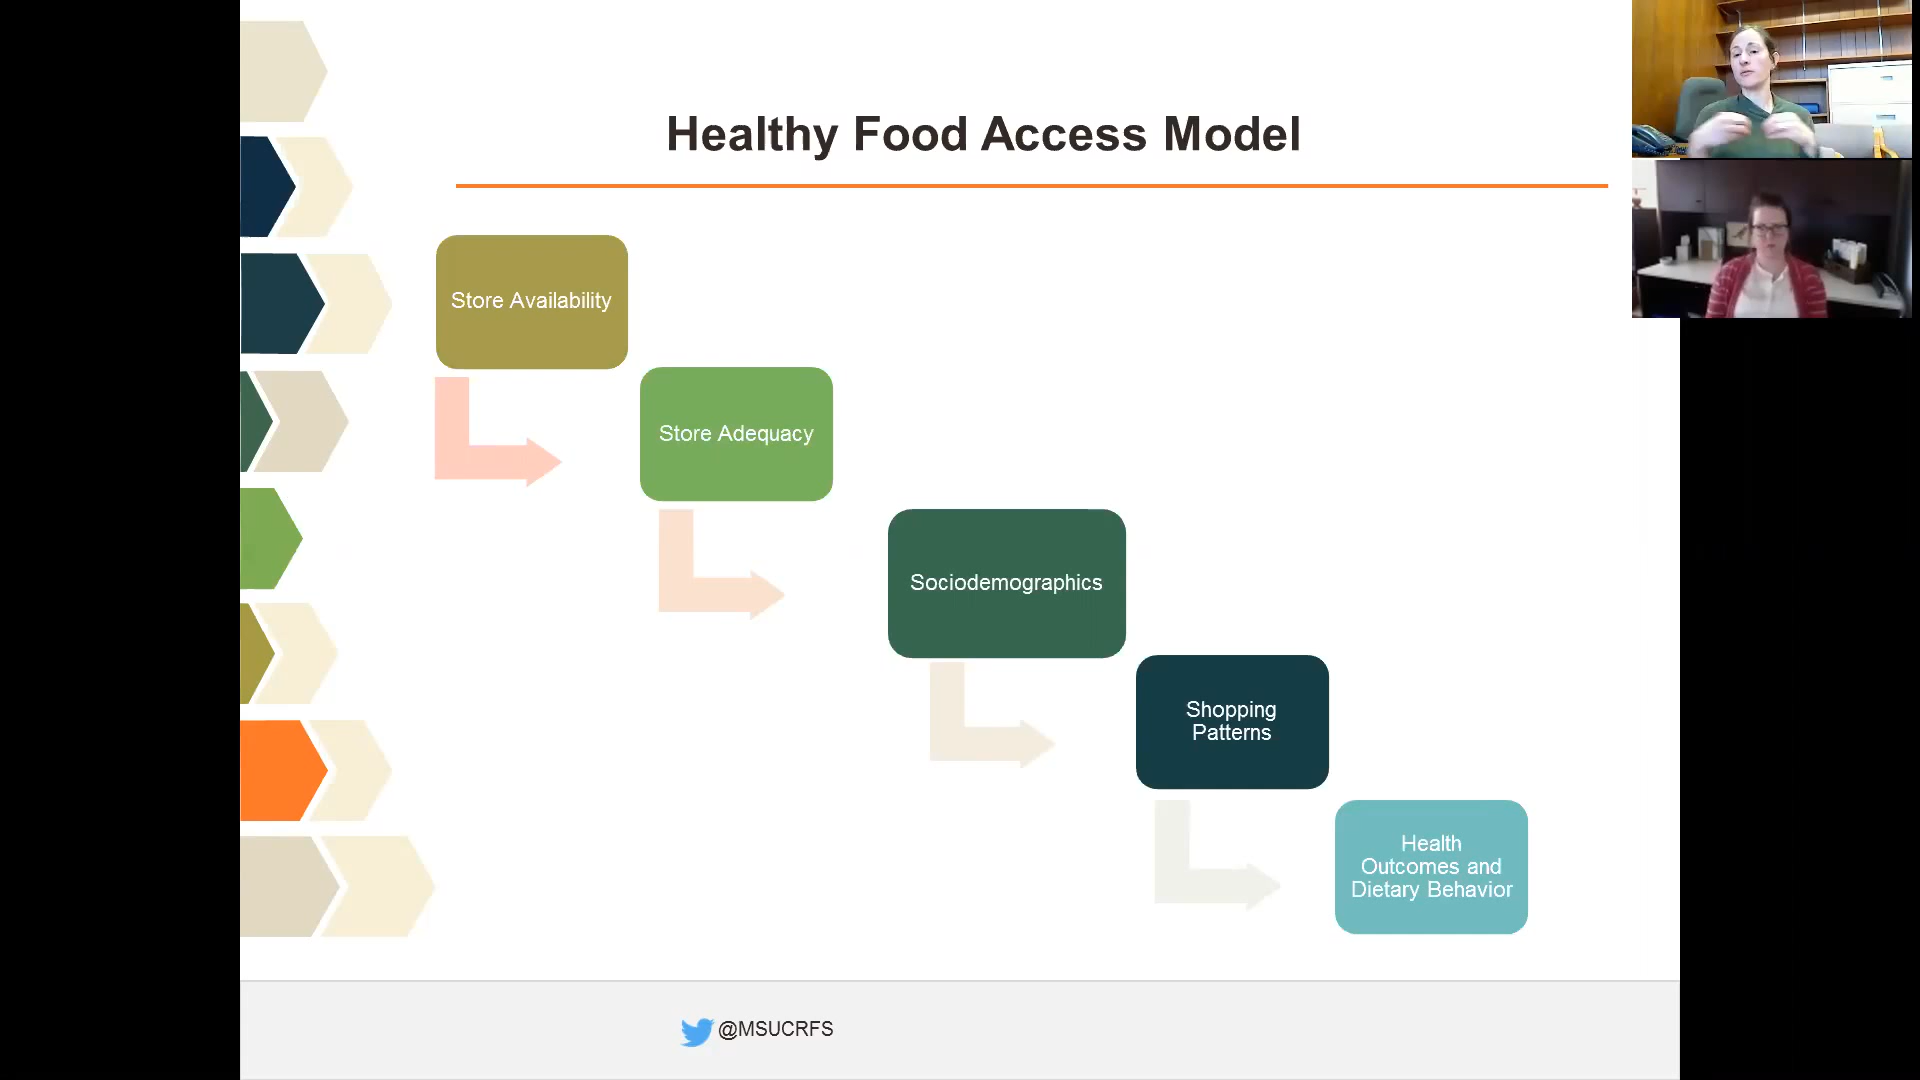 Healthy Food Access Model
Store Availability
Store Adequacy
Sociodemographics
Shopping
Patterns
Health
Outcomes and
Dietary Behavior
@MSUCRFS